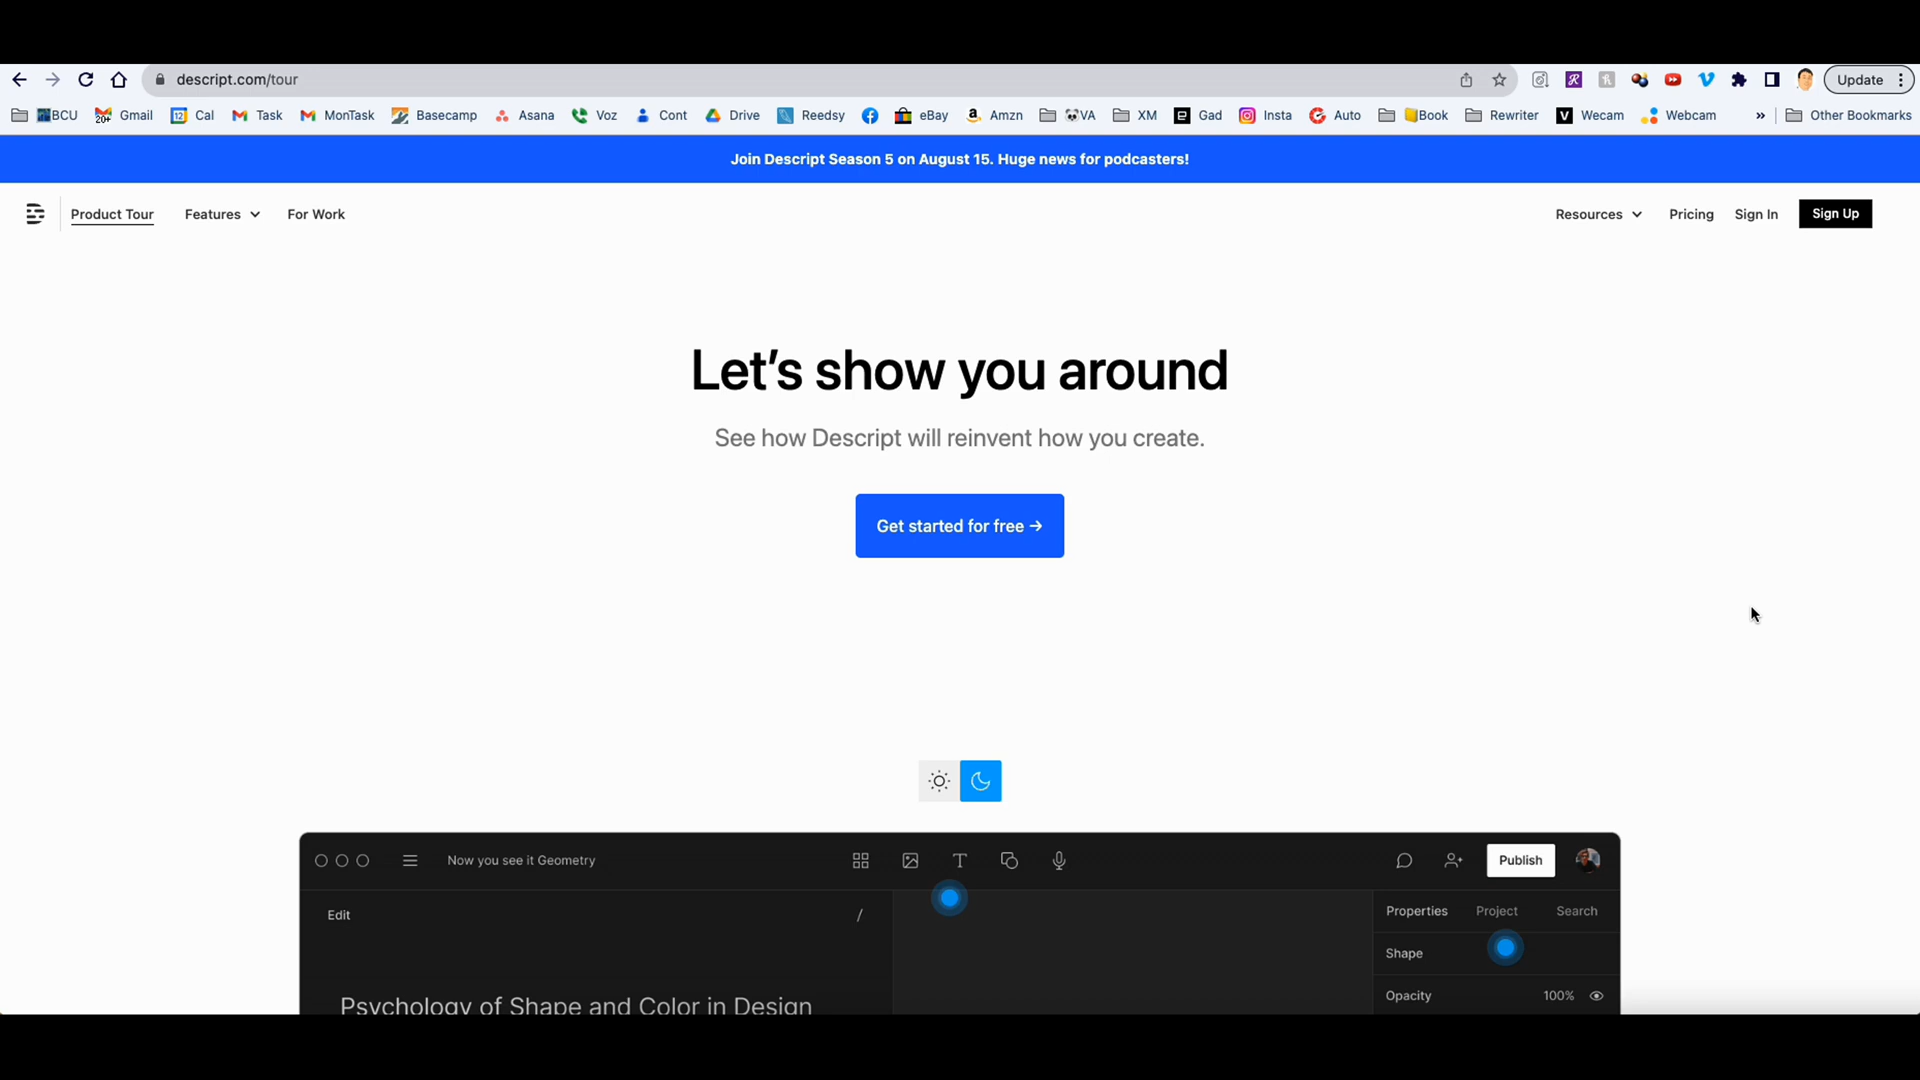 descript.com/tour
Update
BCU
20+
Gmail
12
Cal
Task
MonTask
Basecamp
Asana
Voz
Cont
Drive
Reedsy
eBay
Amzn
VA
XM
Gad
Insta
Auto
Book
Rewriter
Wecam
Webcam
»
Other Bookmarks
Join Descript Season 5 on August 15. Huge news for podcasters!
Product Tour
Features
For Work
Resources
Pricing
Sign In
Sign Up
Let's show you around
See how Descript will reinvent how you create.
Get started for free →
Now you see it Geometry
T
Publish
Edit
/
Properties
Project
Search
Shape
Opacity
100%
Psychology of Shape and Color in Design